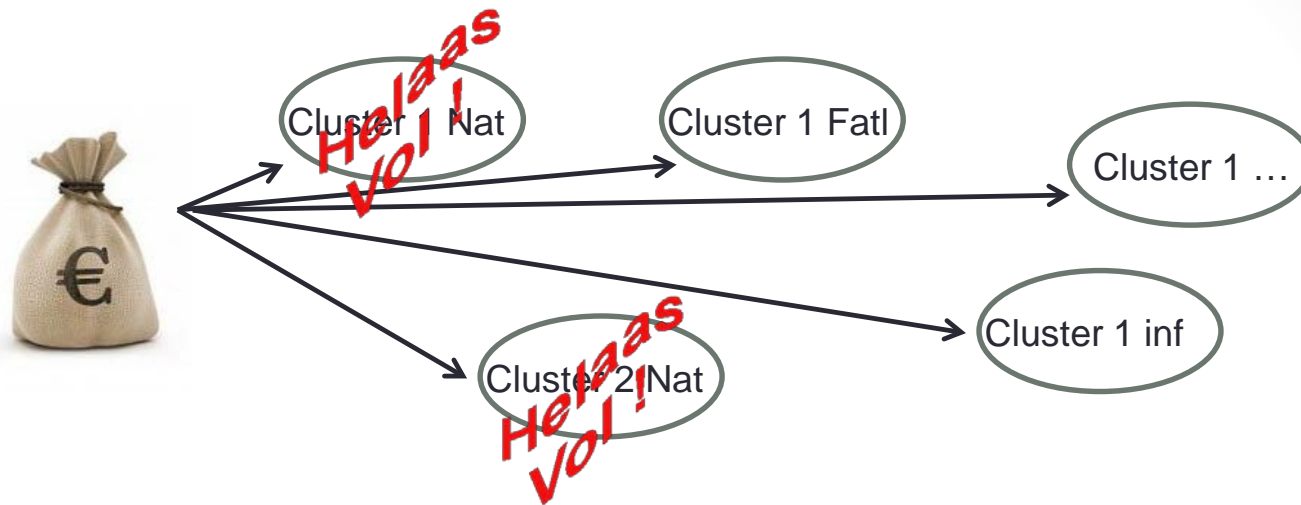 Cluster 1 Nat
Helaas
Vol !
Cluster 1 Fatl
Cluster 1 …
€
Cluster 1 inf
Cluster 2 Nat
Helaas
Vol !